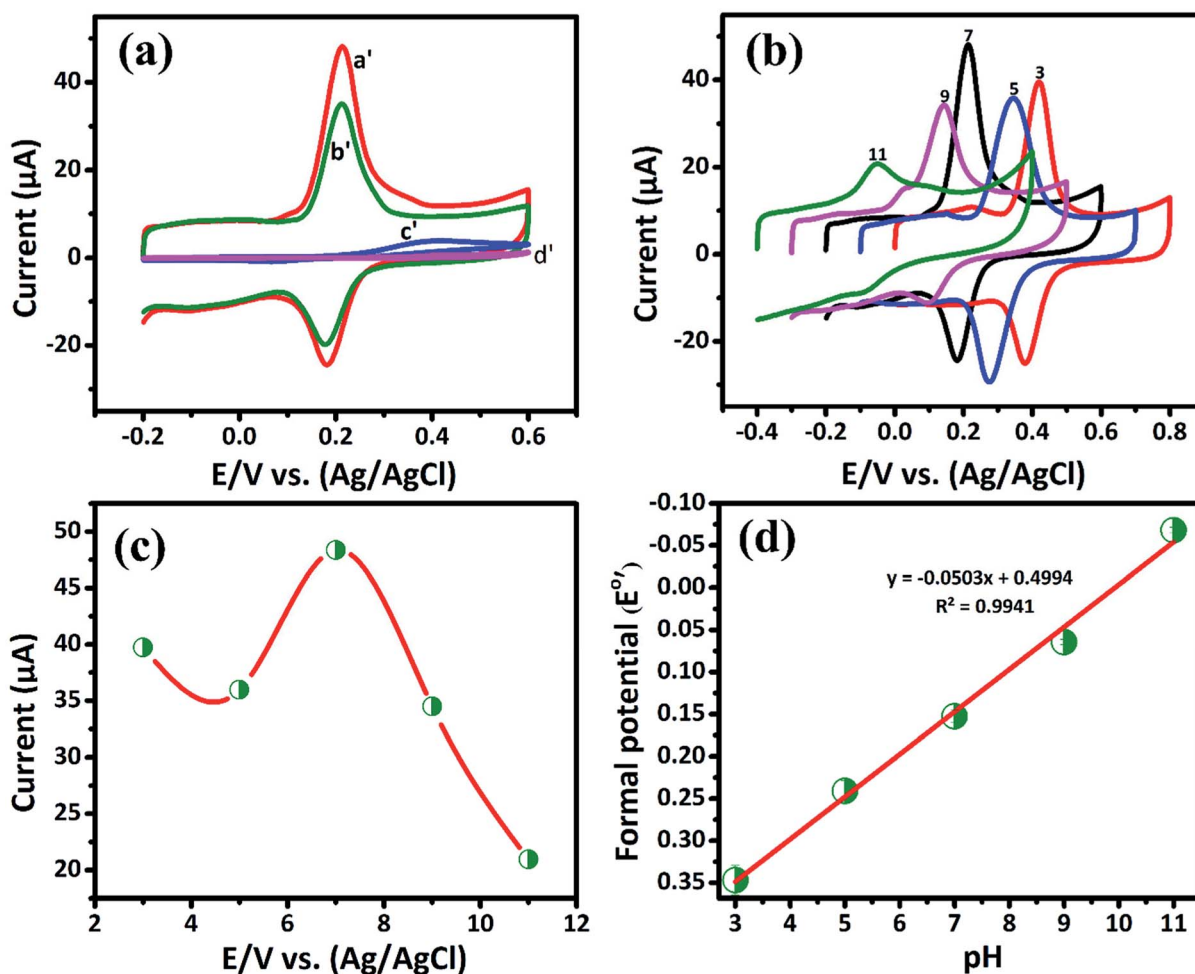 (a)
a'
b'
c'
d'
40
20
0
-20
Current (µA)
-0.2 0.0 0.2 0.4 0.6
E/V vs. (Ag/AgCl)
(b)
7
3
5
9
11
40
20
0
-20
Current (µA)
-0.4 -0.2 0.0 0.2 0.4 0.6 0.8
E/V vs. (Ag/AgCl)
(c)
50
45
40
35
30
25
20
Current (µA)
2 4 6 8 10 12
E/V vs. (Ag/AgCl)
(d)
-0.10
-0.05
0.00
0.05
0.10
0.15
0.20
0.25
0.30
0.35
Formal potential (E⁰′)
y = -0.0503x + 0.4994
R² = 0.9941
3 4 5 6 7 8 9 10 11
pH